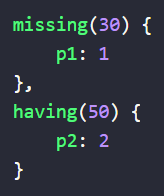 missing(30) {
    p1: 1
},
having(50) {
    p2: 2
}